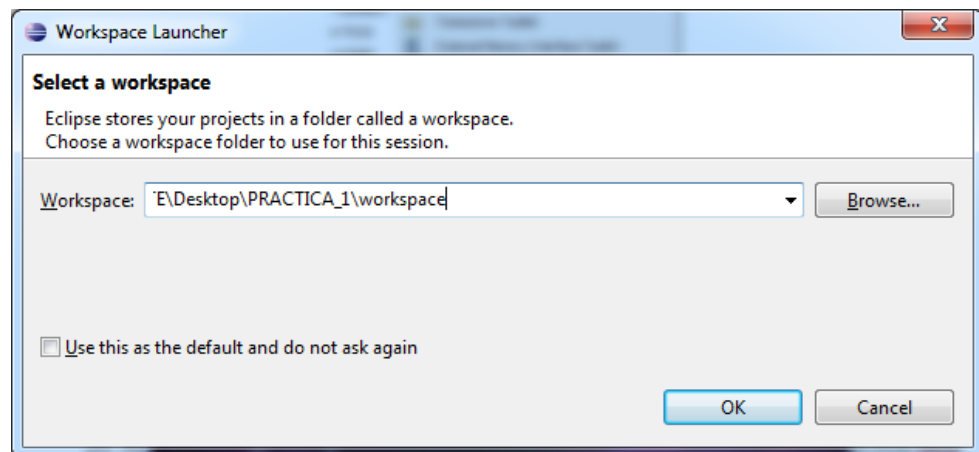 Workspace Launcher
Select a workspace
Eclipse stores your projects in a folder called a workspace.
Choose a workspace folder to use for this session.
Workspace: E\Desktop\PRACTICA_1\workspace Browse...
Use this as the default and do not ask again
OK Cancel